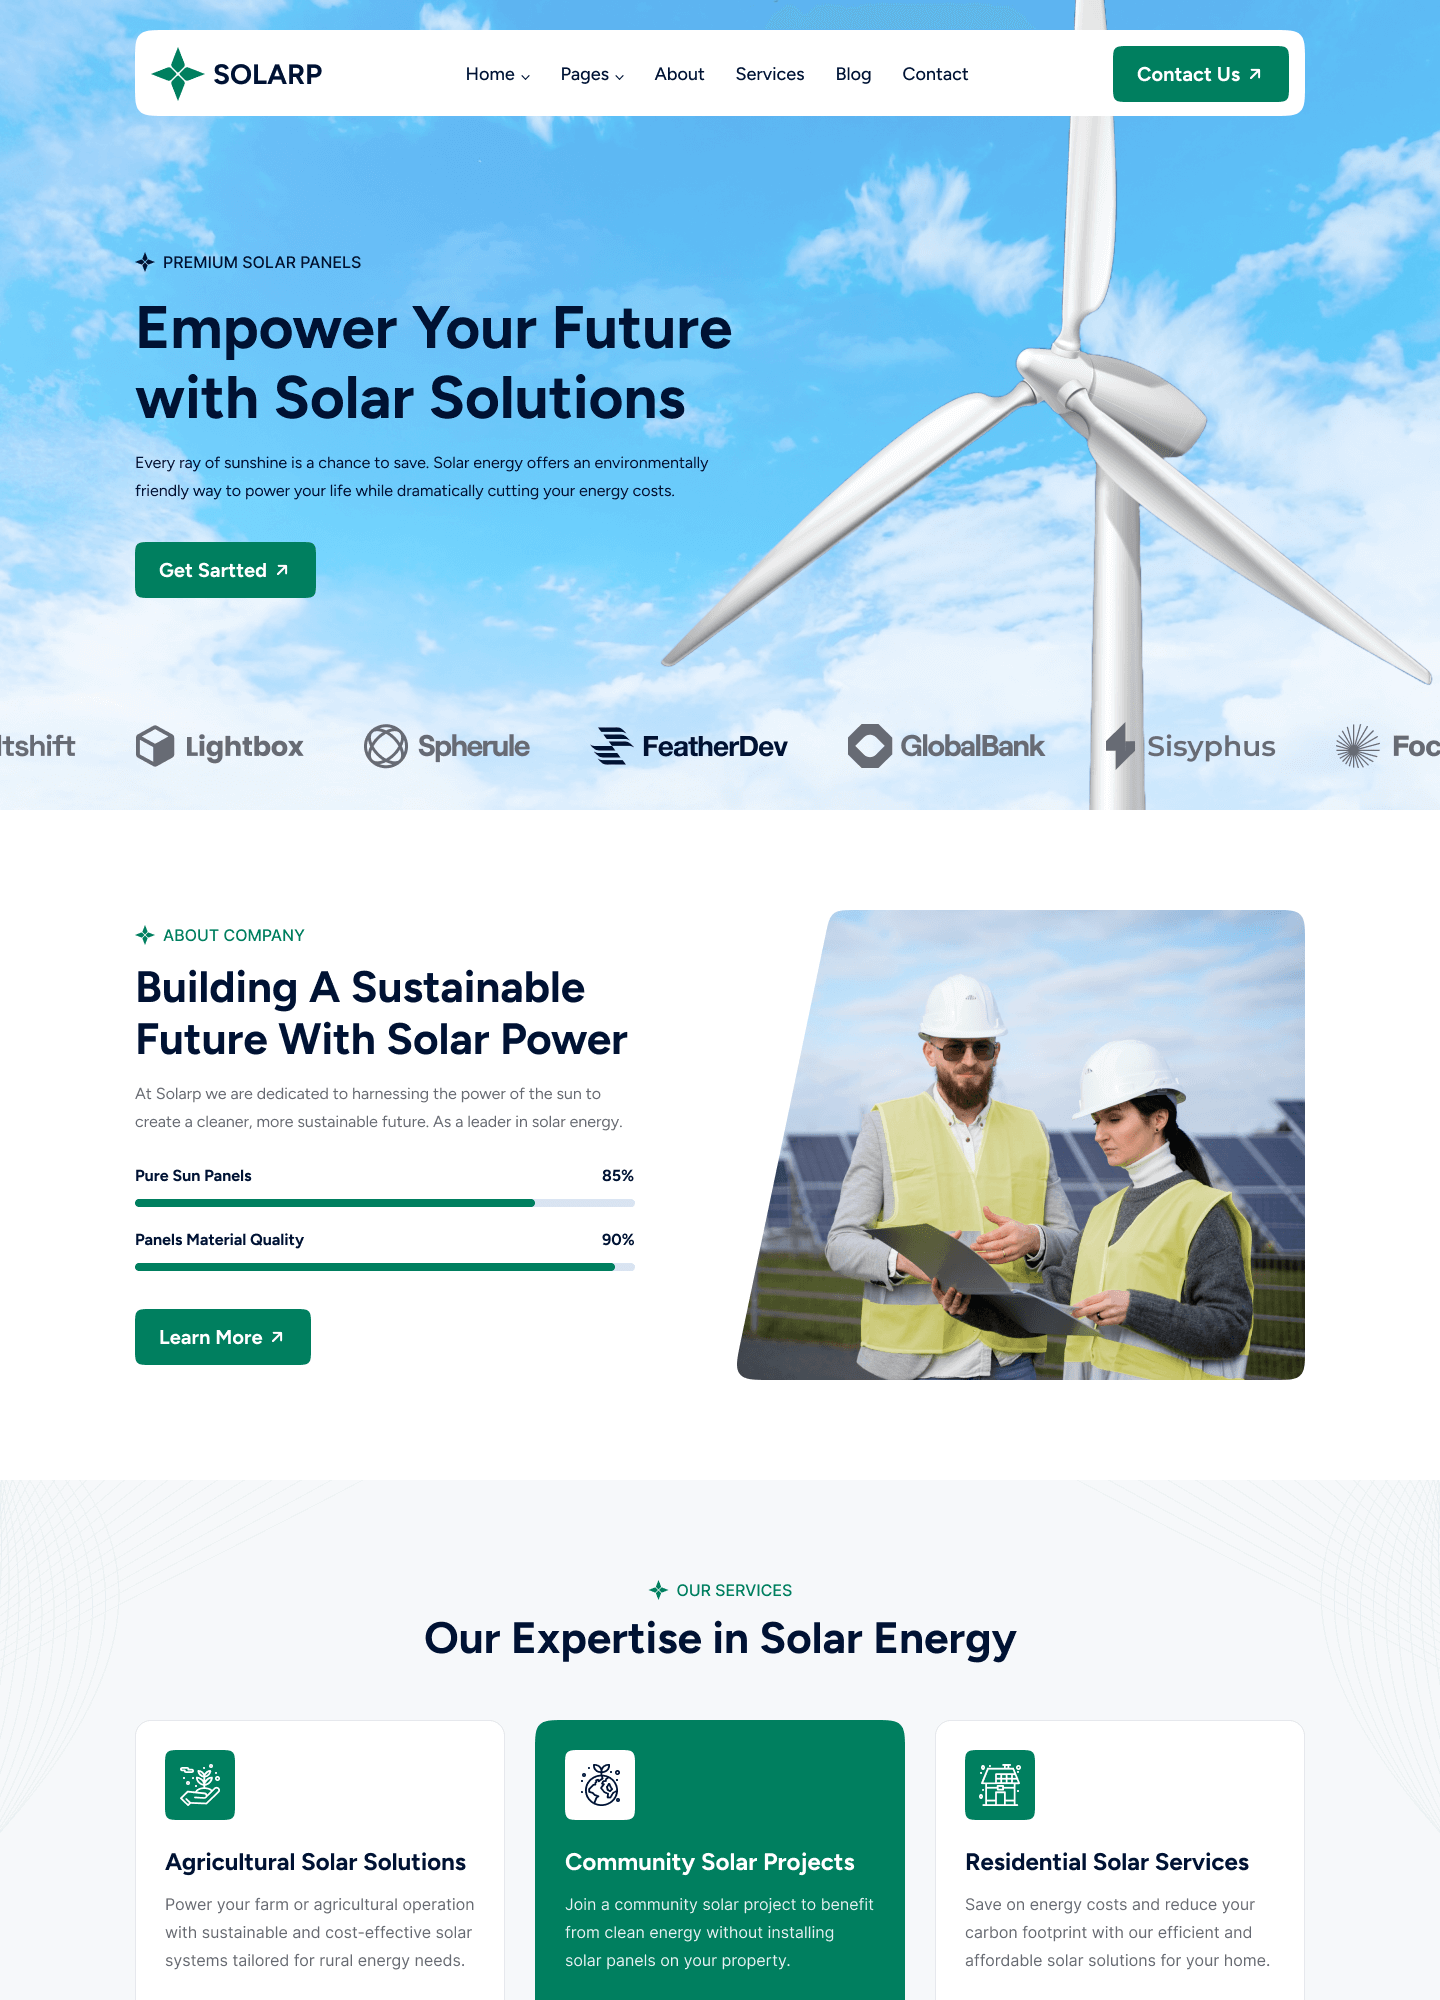 SOLARP
Home
Pages
About
Services
Blog
Contact
Contact Us
PREMIUM SOLAR PANELS
Empower Your Future
with Solar Solutions
Every ray of sunshine is a chance to save. Solar energy offers an environmentally
friendly way to power your life while dramatically cutting your energy costs.
Get Sartted
ltshift
Lightbox
Spherule
FeatherDev
GlobalBank
Sisyphus
Foc
ABOUT COMPANY
Building A Sustainable
Future With Solar Power
At Solarp we are dedicated to harnessing the power of the sun to
create a cleaner, more sustainable future. As a leader in solar energy.
Pure Sun Panels 85%
Panels Material Quality 90%
Learn More
OUR SERVICES
Our Expertise in Solar Energy
Agricultural Solar Solutions
Power your farm or agricultural operation
with sustainable and cost-effective solar
systems tailored for rural energy needs.
Community Solar Projects
Join a community solar project to benefit
from clean energy without installing
solar panels on your property.
Residential Solar Services
Save on energy costs and reduce your
carbon footprint with our efficient and
affordable solar solutions for your home.